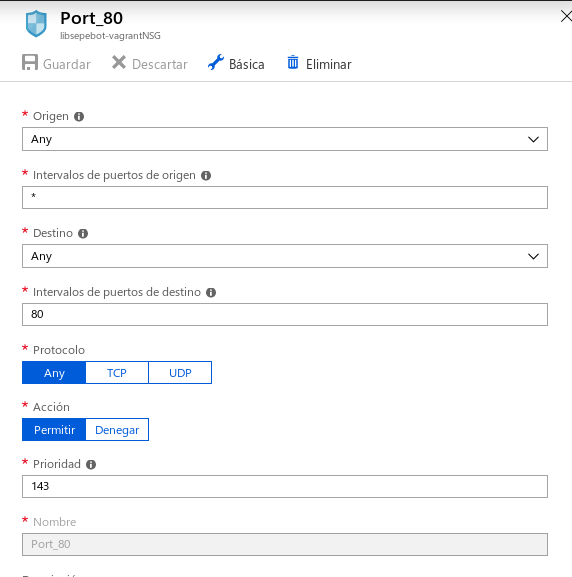 Port_80
libsepebot-vagrantNSG
Guardar Descartar Básica Eliminar
* Origen
Any
* Intervalos de puertos de origen
*
* Destino
Any
* Intervalos de puertos de destino
80
* Protocolo
Any TCP UDP
* Acción
Permitir Denegar
* Prioridad
143
* Nombre
Port_80